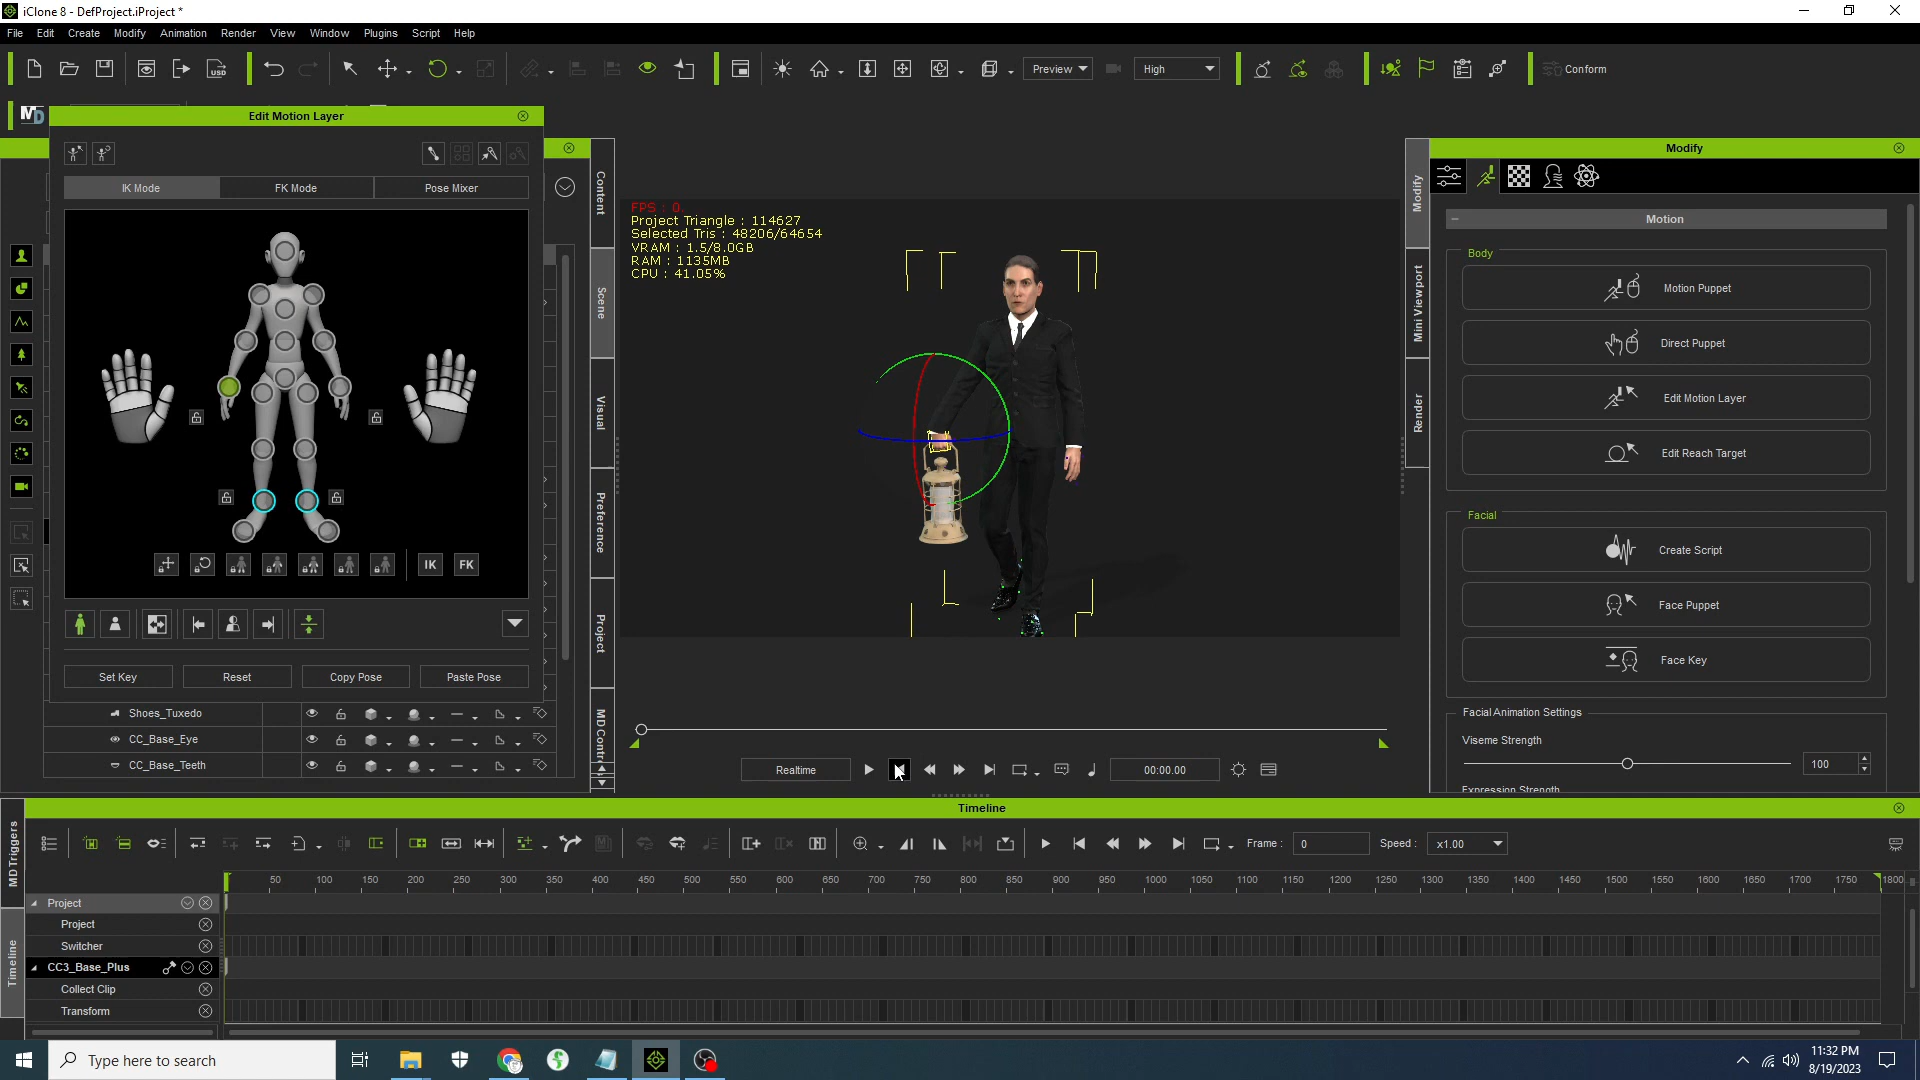 iClone 8 - DefProject.iProject *
File Edit Create Modify Animation Render View Window Plugins Script Help
Preview High Conform
MD Edit Motion Layer
Modify
IK Mode FK Mode Pose Mixer
Content
Scene
Visual
Preference
Project
MD Contr
FPS : 0.
Project Triangle : 114627
Selected Tris : 48206/64654
VRAM : 1.5/8.0GB
RAM : 1135MB
CPU : 41.05%
IK FK
Set Key Reset Copy Pose Paste Pose
Shoes_Tuxedo
CC_Base_Eye
CC_Base_Teeth
Modify
Mini Viewport
Render
Motion
Body
Motion Puppet
Direct Puppet
Edit Motion Layer
Edit Reach Target
Facial
Create Script
Face Puppet
Face Key
Facial Animation Settings
Viseme Strength
100
Expression Strength
Realtime 00:00.00
Timeline
MD Triggers
Timeline
Frame : 0 Speed : x1.00
50 100 150 200 250 300 350 400 450 500 550 600 650 700 750 800 850 900 950 1000 1050 1100 1150 1200 1250 1300 1350 1400 1450 1500 1550 1600 1650 1700 1750 1800
Project
Project
Switcher
CC3_Base_Plus
Collect Clip
Transform
Type here to search
11:32 PM
8/19/2023